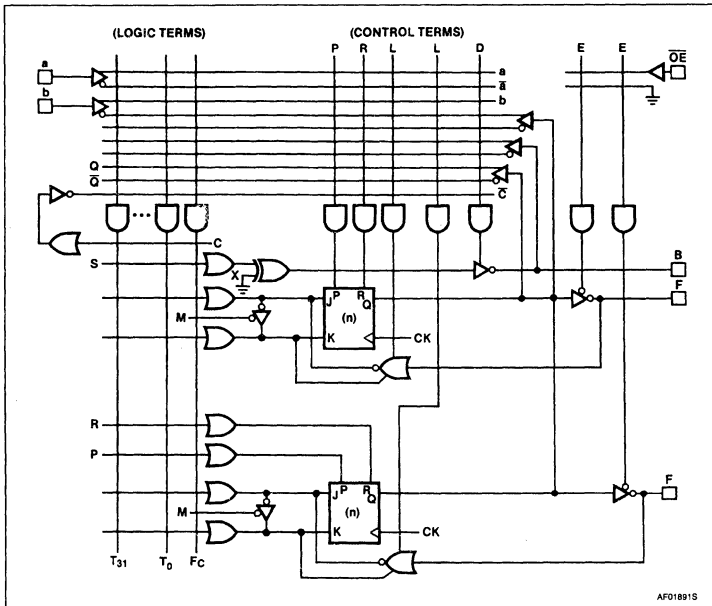 (LOGIC TERMS) (CONTROL TERMS)
P R L L D E E
a a OE
a̅
b b
Q
Q̅ C̅
C
S X B
F
J P R Q
M (n)
K CK
R
P
J P R Q F
M (n)
K CK
T31 T0 FC
AF01891S